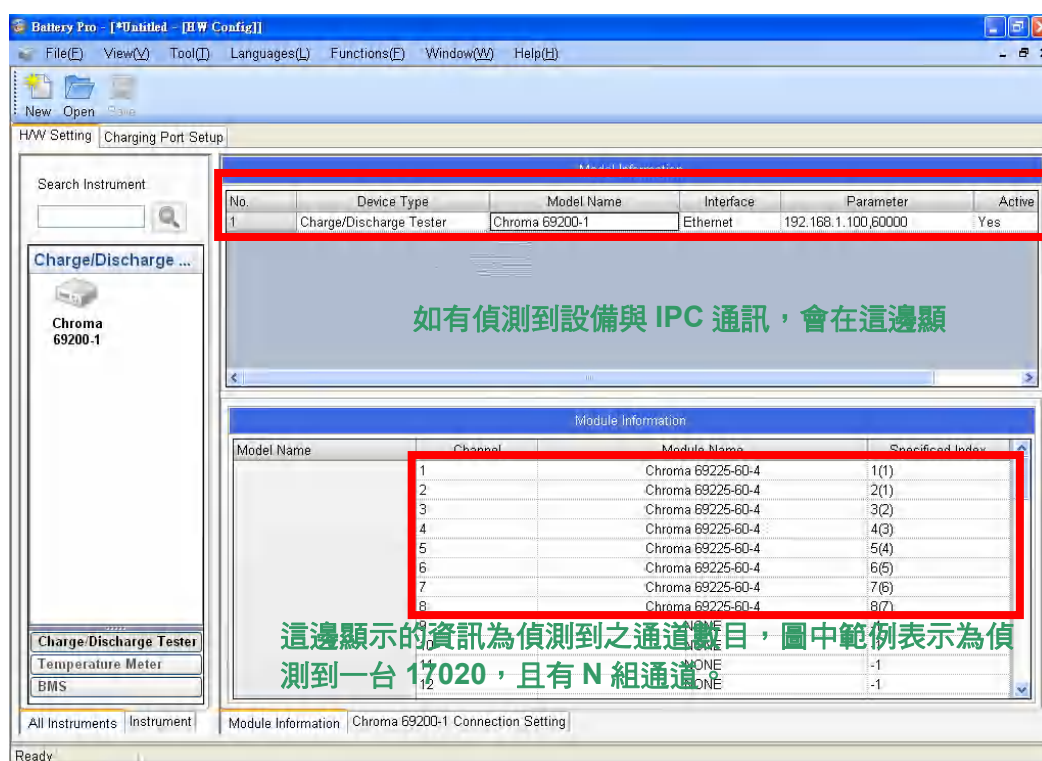 Battery Pro - [*Untitled - [HW Config]]
File(F) View(V) Tool(T) Languages(L) Functions(F) Window(W) Help(H)
New Open Save
H/W Setting Charging Port Setup
Search Instrument
Model Information
No. Device Type Model Name Interface Parameter Active
1 Charge/Discharge Tester Chroma 69200-1 Ethernet 192.168.1.100,60000 Yes
Charge/Discharge ...
Chroma
69200-1
如有偵測到設備與 IPC 通訊，會在這邊顯
Module Information
Model Name Channel Module Name Specificed Index
1 Chroma 69225-60-4 1(1)
2 Chroma 69225-60-4 2(1)
3 Chroma 69225-60-4 3(2)
4 Chroma 69225-60-4 4(3)
5 Chroma 69225-60-4 5(4)
6 Chroma 69225-60-4 6(5)
7 Chroma 69225-60-4 7(6)
8 Chroma 69225-60-4 8(7)
這邊顯示的資訊為偵測到之通道數目，圖中範例表示為偵
測到一台 17020，且有 N 組通道。
10 NONE -1
11 NONE -1
12 NONE -1
Charge/Discharge Tester
Temperature Meter
BMS
All Instruments Instrument
Module Information Chroma 69200-1 Connection Setting
Ready